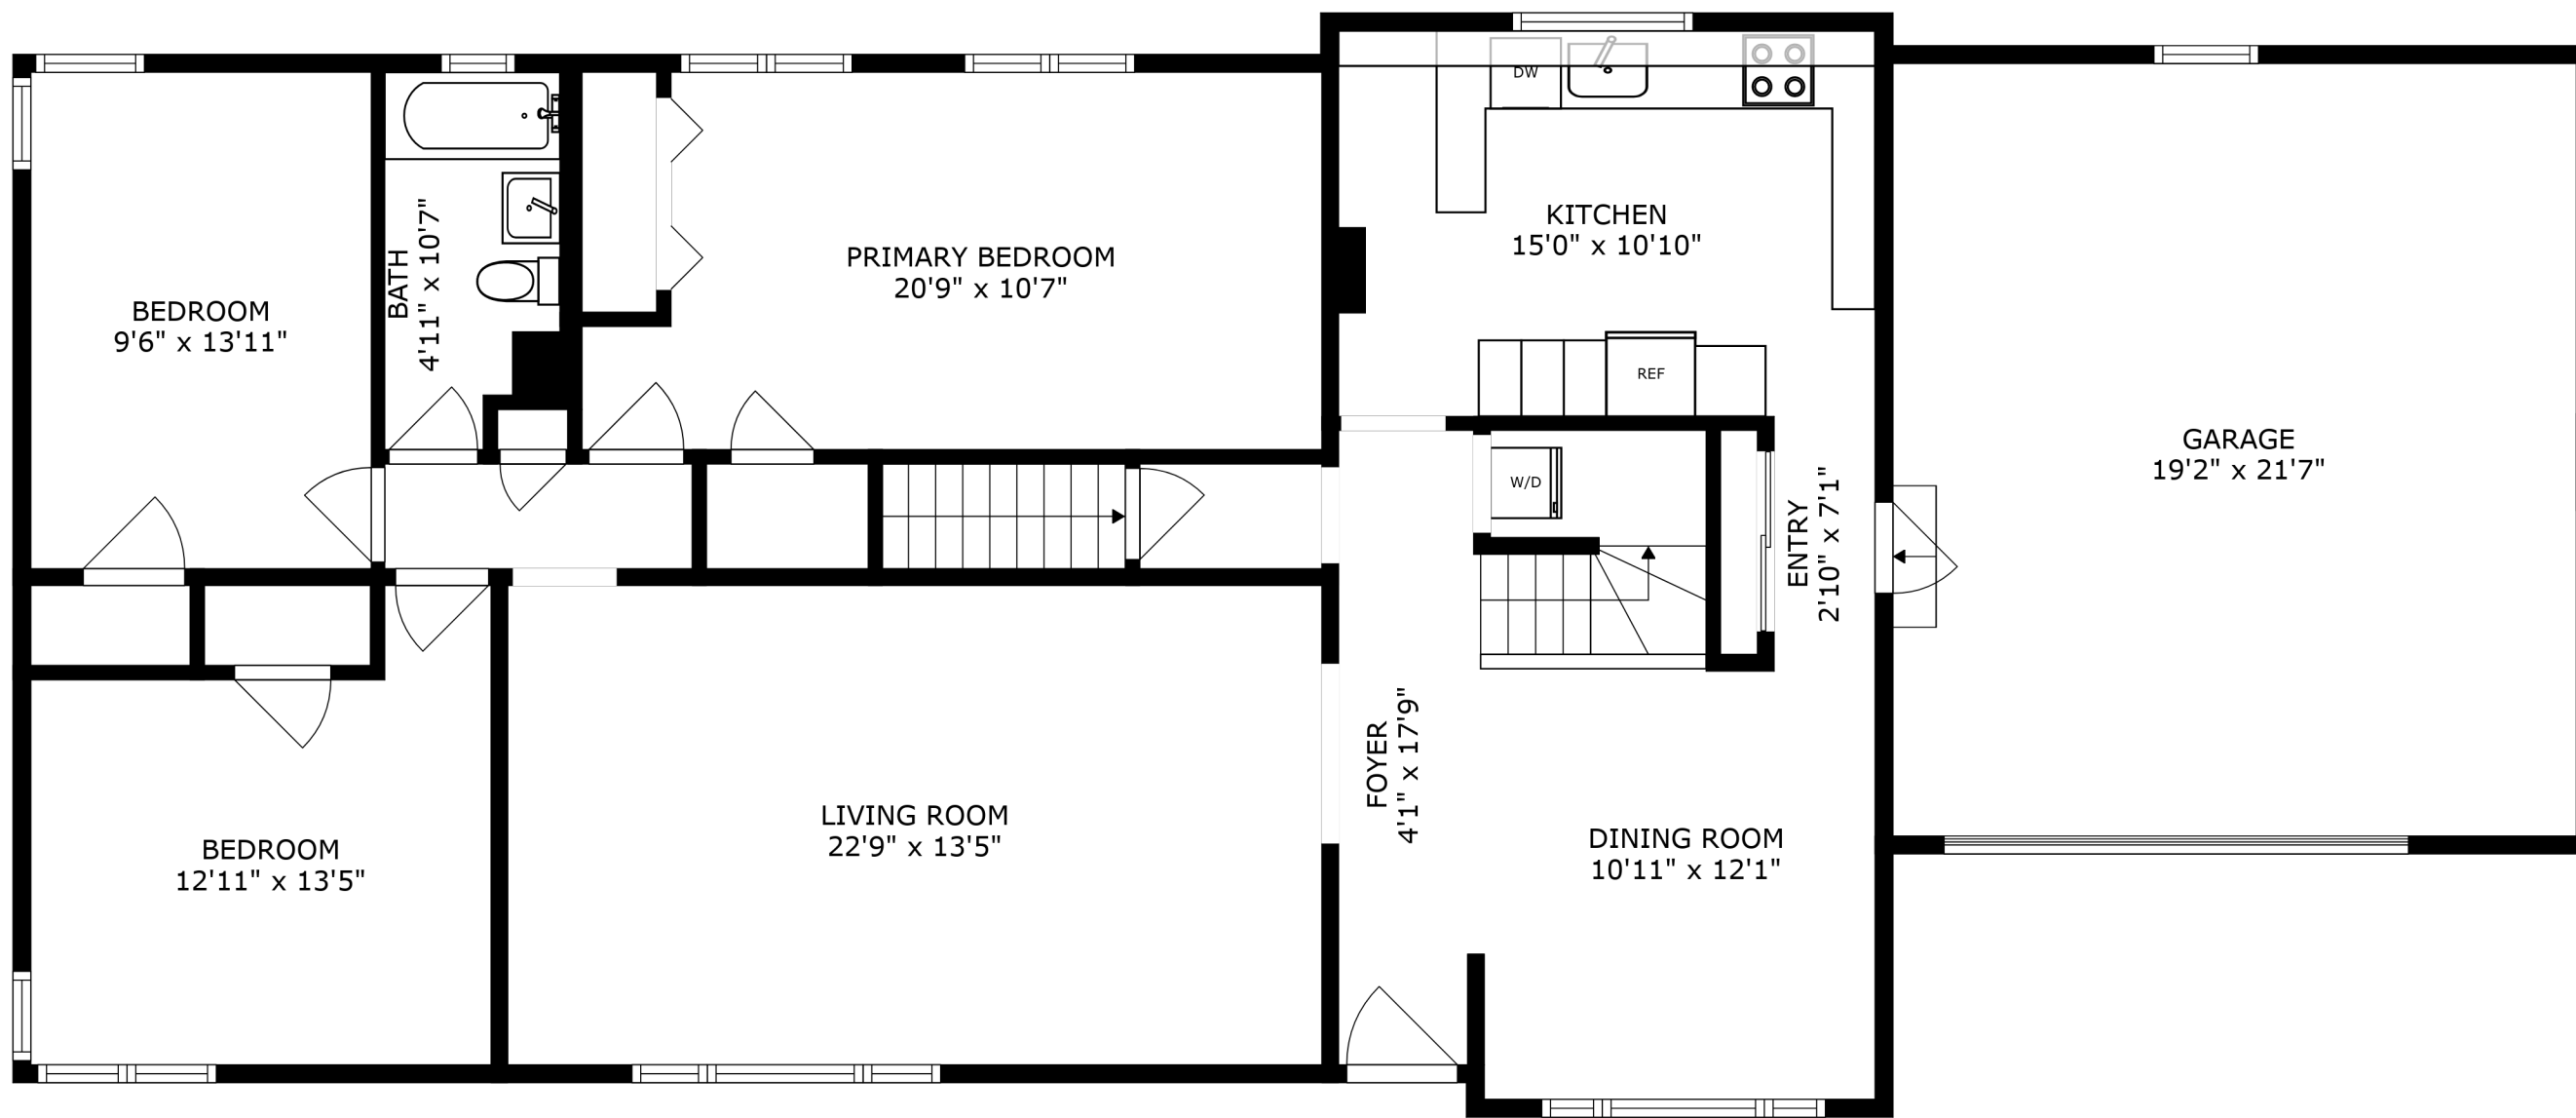 DW
KITCHEN
15'0" x 10'10"
PRIMARY BEDROOM
20'9" x 10'7"
BATH
4'11" x 10'7"
BEDROOM
9'6" x 13'11"
REF
GARAGE
19'2" x 21'7"
W/D
ENTRY
2'10" x 7'1"
FOYER
4'1" x 17'9"
LIVING ROOM
22'9" x 13'5"
DINING ROOM
10'11" x 12'1"
BEDROOM
12'11" x 13'5"